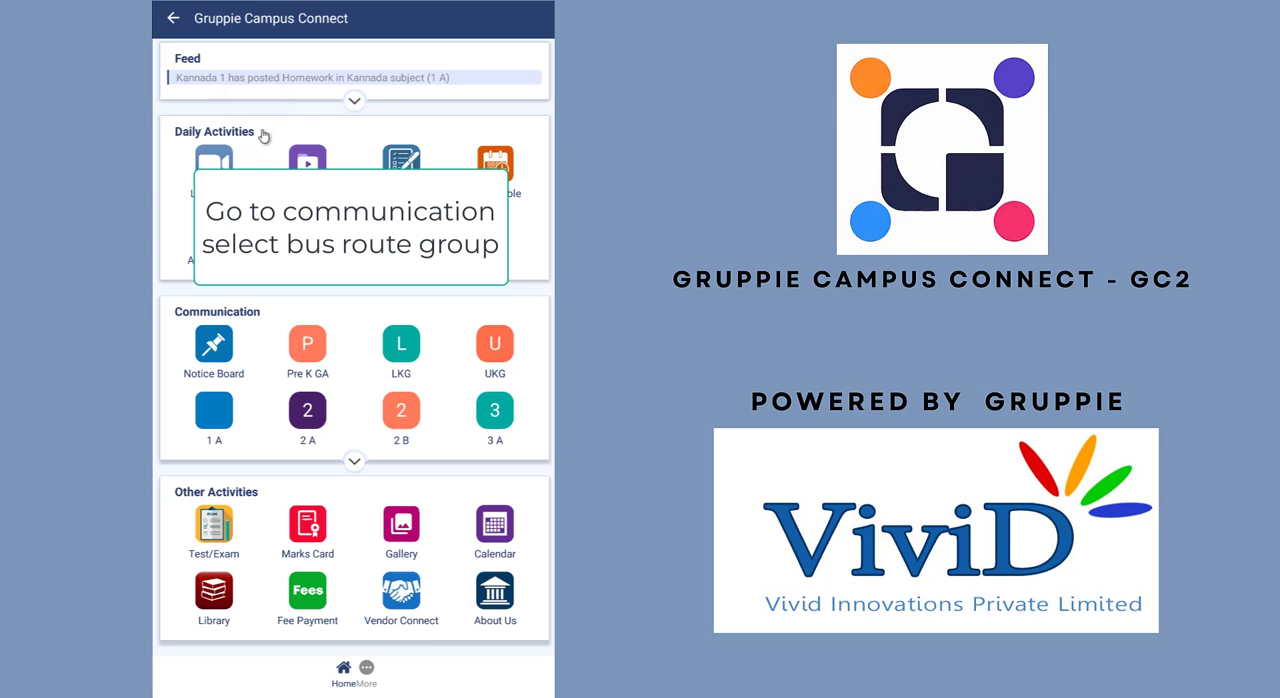 Gruppie Campus Connect
Feed
Kannada 1 has posted Homework in Kannada subject (1 A)
Daily Activities
Go to communication
select bus route group
Communication
P
L
U
Notice Board
Pre K GA
LKG
UKG
2
2
3
1 A
2 A
2 B
3 A
Other Activities
Test/Exam
Marks Card
Gallery
Calendar
Fees
Library
Fee Payment
Vendor Connect
About Us
Home
More
GRUPPIE CAMPUS CONNECT - GC2
POWERED BY GRUPPIE
ViviD
Vivid Innovations Private Limited